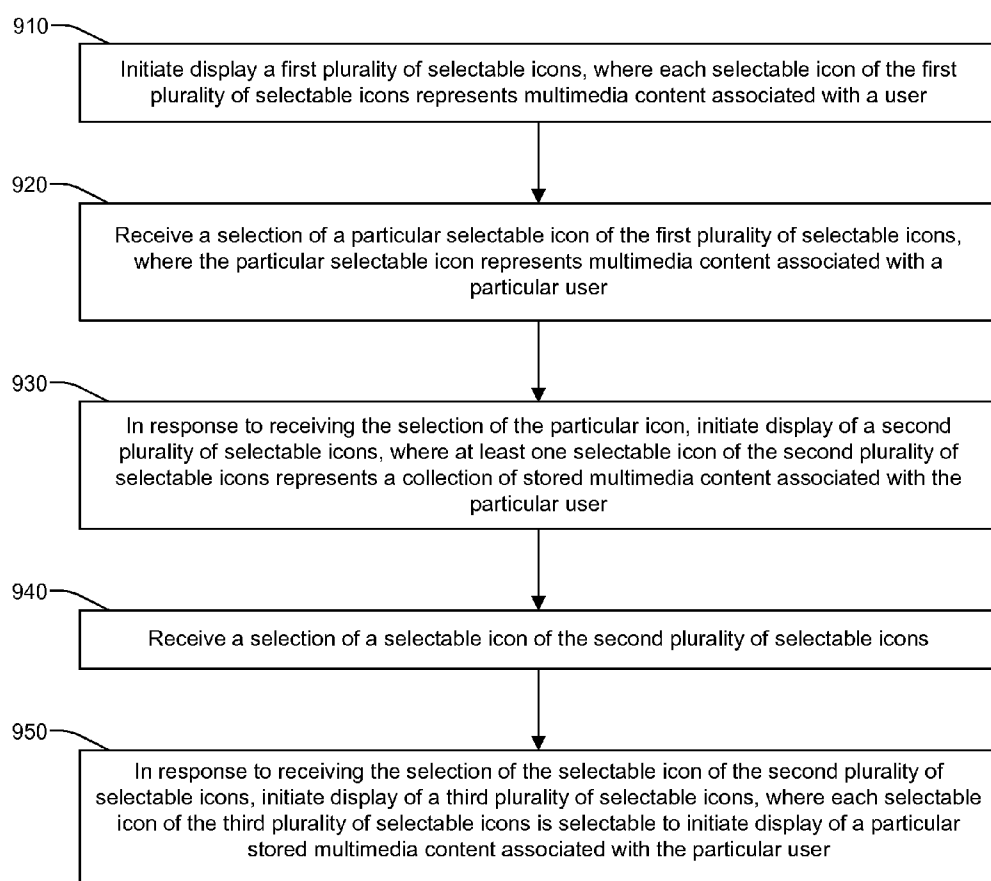 910
Initiate display a first plurality of selectable icons, where each selectable icon of the first
plurality of selectable icons represents multimedia content associated with a user
920
Receive a selection of a particular selectable icon of the first plurality of selectable icons,
where the particular selectable icon represents multimedia content associated with a
particular user
930
In response to receiving the selection of the particular icon, initiate display of a second
plurality of selectable icons, where at least one selectable icon of the second plurality of
selectable icons represents a collection of stored multimedia content associated with the
particular user
940
Receive a selection of a selectable icon of the second plurality of selectable icons
950
In response to receiving the selection of the selectable icon of the second plurality of
selectable icons, initiate display of a third plurality of selectable icons, where each selectable
icon of the third plurality of selectable icons is selectable to initiate display of a particular
stored multimedia content associated with the particular user